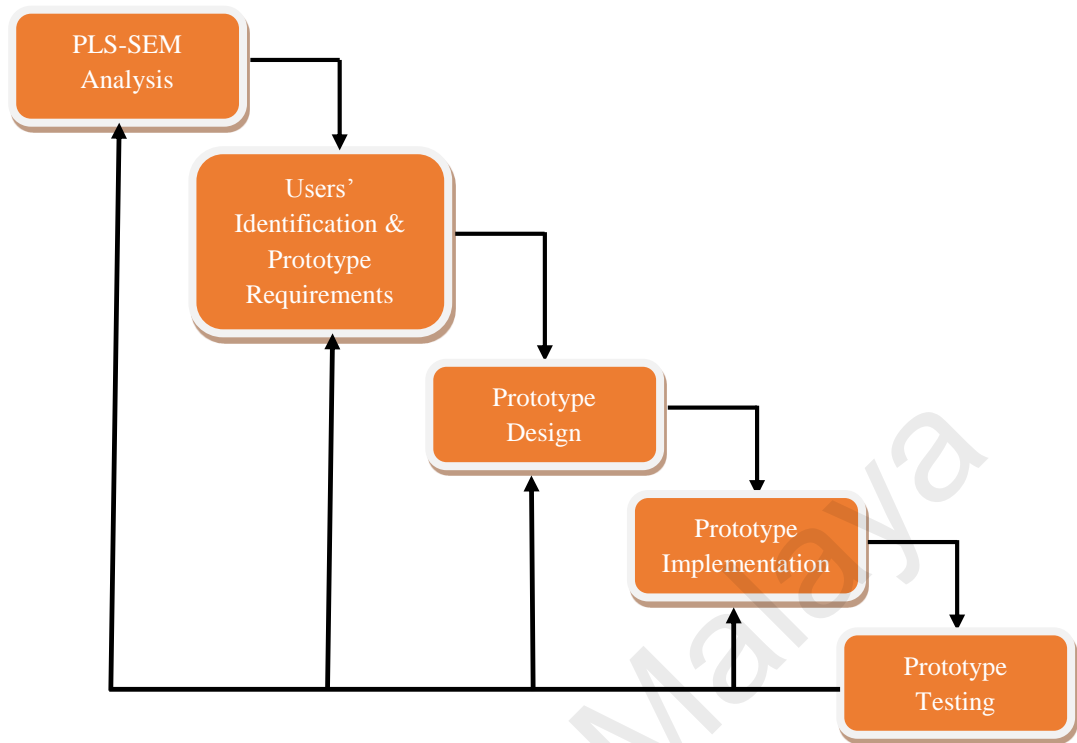 PLS-SEM
Analysis
Users’
Identification &
Prototype
Requirements
Prototype
Design
Prototype
Implementation
Prototype
Testing
Malaya